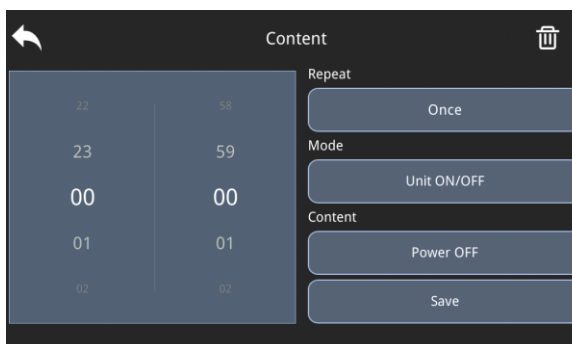 Content
22 58
23 59
00 00
01 01
02 02
Repeat
Once
Mode
Unit ON/OFF
Content
Power OFF
Save